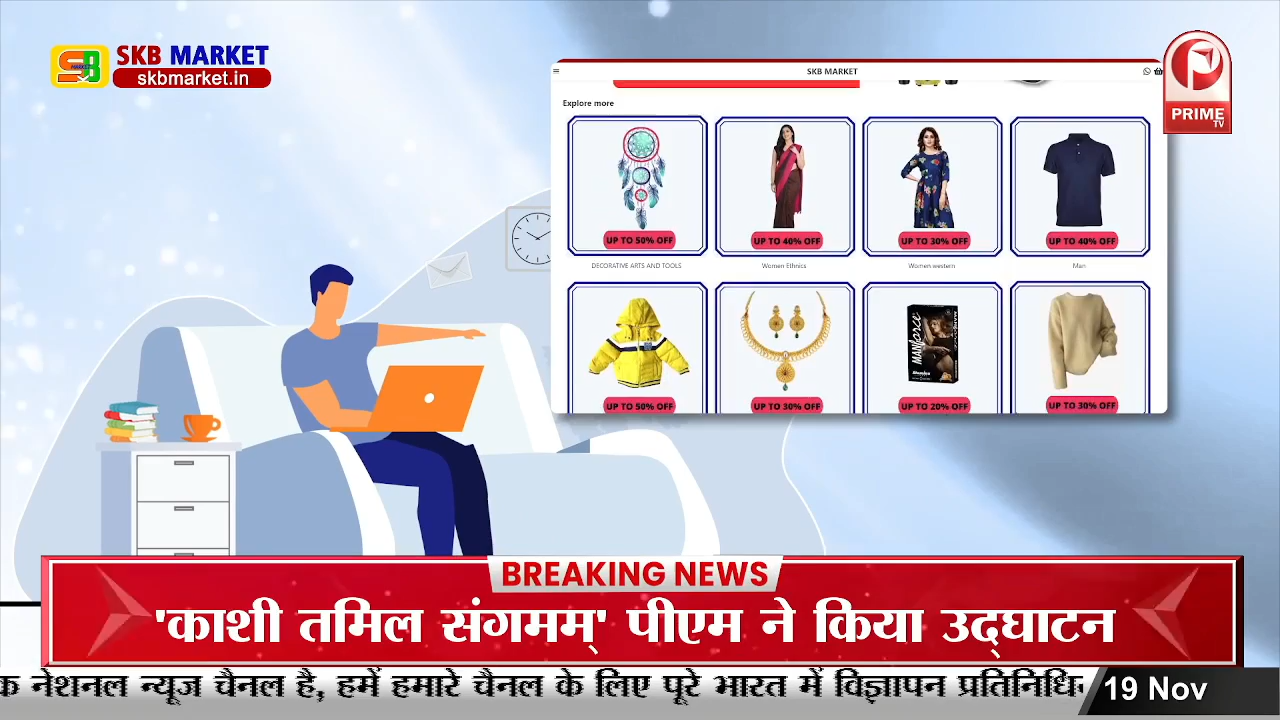 SKB MARKET
skbmarket.in
SKB MARKET
PRIME
TV
Explore more
UP TO 50% OFF
UP TO 40% OFF
UP TO 30% OFF
UP TO 40% OFF
DECORATIVE ARTS AND TOOLS
Women Ethnics
Women western
Man
MANforce
UP TO 50% OFF
UP TO 30% OFF
UP TO 20% OFF
UP TO 30% OFF
BREAKING NEWS
'काशी तमिल संगमम्' पीएम ने किया उद्घाटन
क नेशनल न्यूज चैनल है, हमें हमारे चैनल के लिए पूरे भारत में विज्ञापन प्रतिनिधि
19 Nov